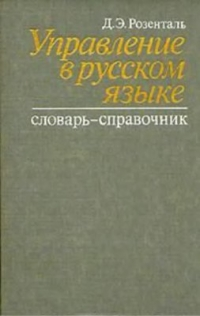 Д.Э.Розенталь
Управление
в русском
языке
словарь-справочник